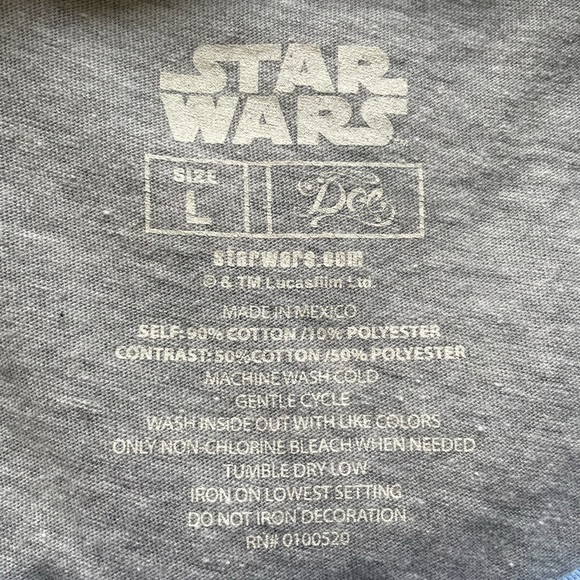 STAR
WARS
SIZE
L
Doe
starwars.com
© & TM Lucasfilm Ltd
MADE IN MEXICO
SELF: 90% COTTON /10% POLYESTER
CONTRAST: 50%COTTON /50% POLYESTER
MACHINE WASH COLD
GENTLE CYCLE
WASH INSIDE OUT WITH LIKE COLORS
ONLY NON-CHLORINE BLEACH WHEN NEEDED
TUMBLE DRY LOW
IRON ON LOWEST SETTING
DO NOT IRON DECORATION
RN# 0100520